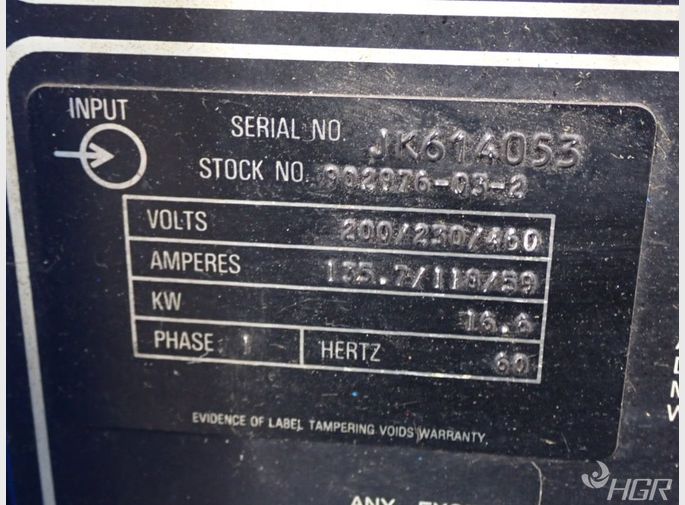 INPUT
SERIAL NO. JK614053
STOCK NO. 902976-03-2
VOLTS 200/230/460
AMPERES 135.7/118/59
KW 16.6
PHASE 1 HERTZ 60
EVIDENCE OF LABEL TAMPERING VOIDS WARRANTY.
ANY
HGR